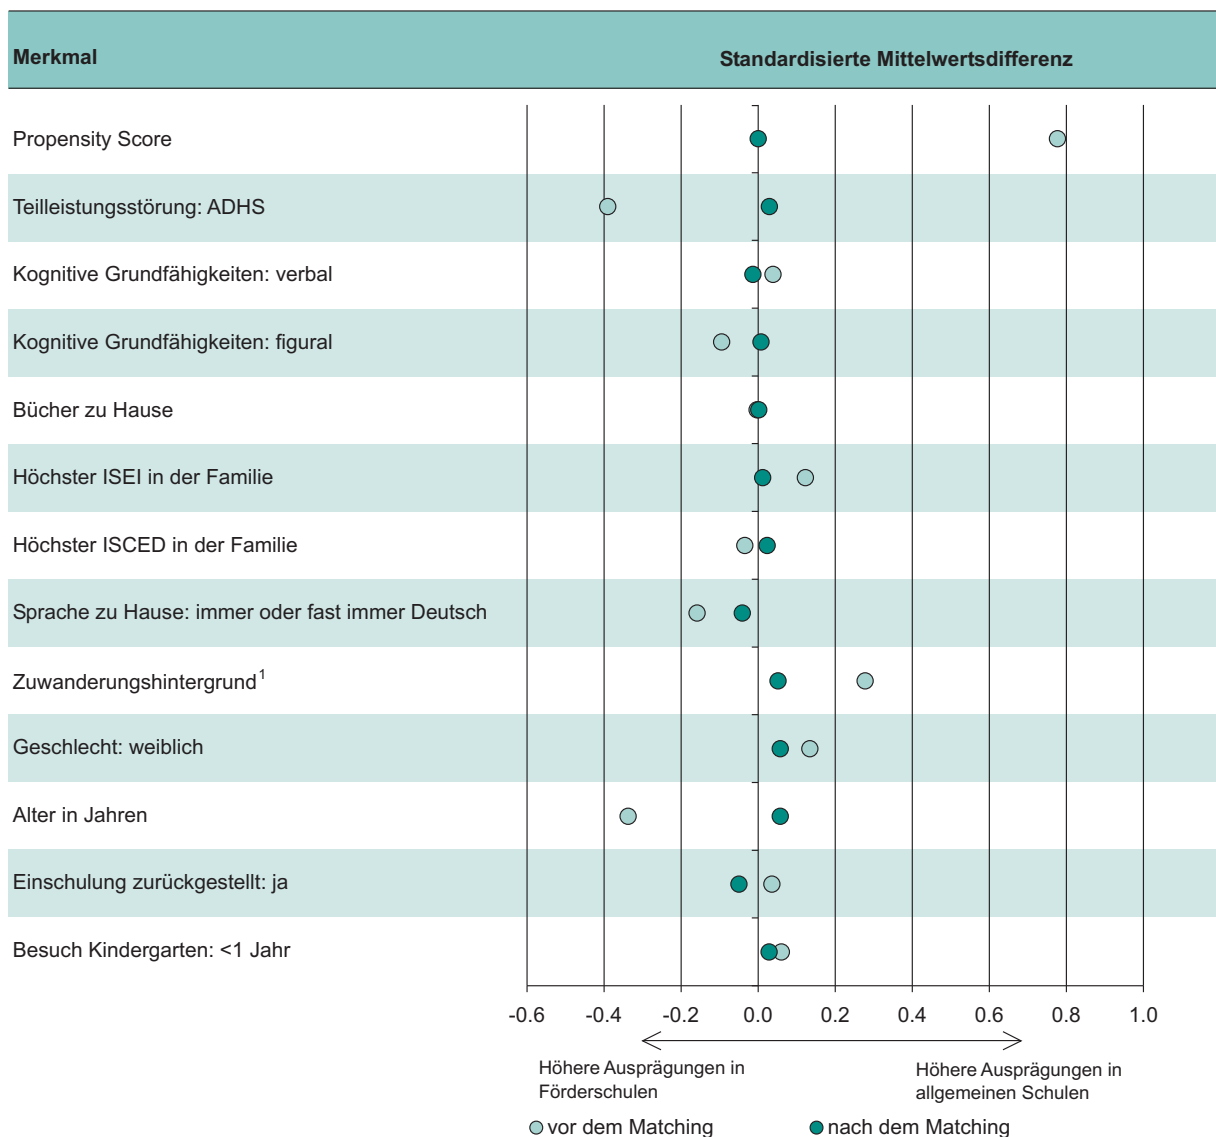 Merkmal
Standardisierte Mittelwertsdifferenz
Propensity Score
Teilleistungsstörung: ADHS
Kognitive Grundfähigkeiten: verbal
Kognitive Grundfähigkeiten: figural
Bücher zu Hause
Höchster ISEI in der Familie
Höchster ISCED in der Familie
Sprache zu Hause: immer oder fast immer Deutsch
Zuwanderungshintergrund¹
Geschlecht: weiblich
Alter in Jahren
Einschulung zurückgestellt: ja
Besuch Kindergarten: <1 Jahr
-0.6 -0.4 -0.2 0.0 0.2 0.4 0.6 0.8 1.0
Höhere Ausprägungen in
Förderschulen
Höhere Ausprägungen in
allgemeinen Schulen
vor dem Matching
nach dem Matching